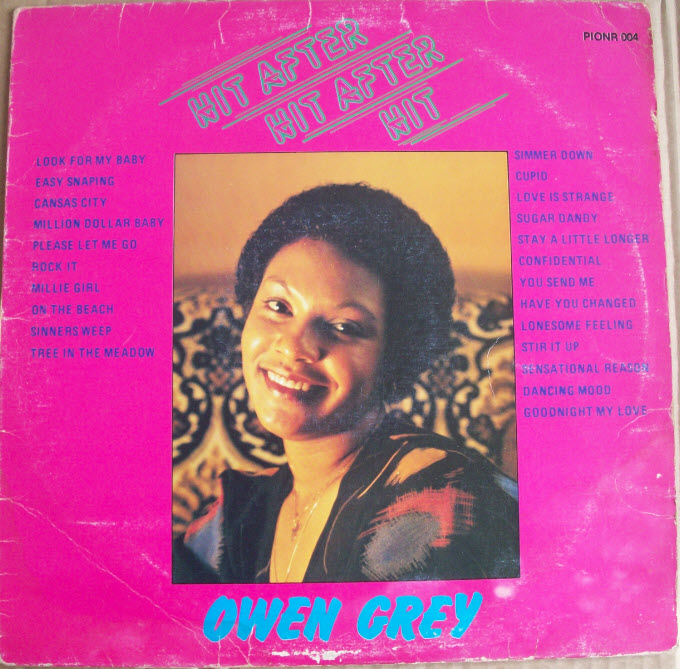 PIONR 004
HIT AFTER
HIT AFTER
HIT
LOOK FOR MY BABY
EASY SNAPING
CANSAS CITY
MILLION DOLLAR BABY
PLEASE LET ME GO
ROCK IT
MILLIE GIRL
ON THE BEACH
SINNERS WEEP
TREE IN THE MEADOW
SIMMER DOWN
CUPID
LOVE IS STRANGE
SUGAR DANDY
STAY A LITTLE LONGER
CONFIDENTIAL
YOU SEND ME
HAVE YOU CHANGED
LONESOME FEELING
STIR IT UP
SENSATIONAL REASON
DANCING MOOD
GOODNIGHT MY LOVE
OWEN GREY